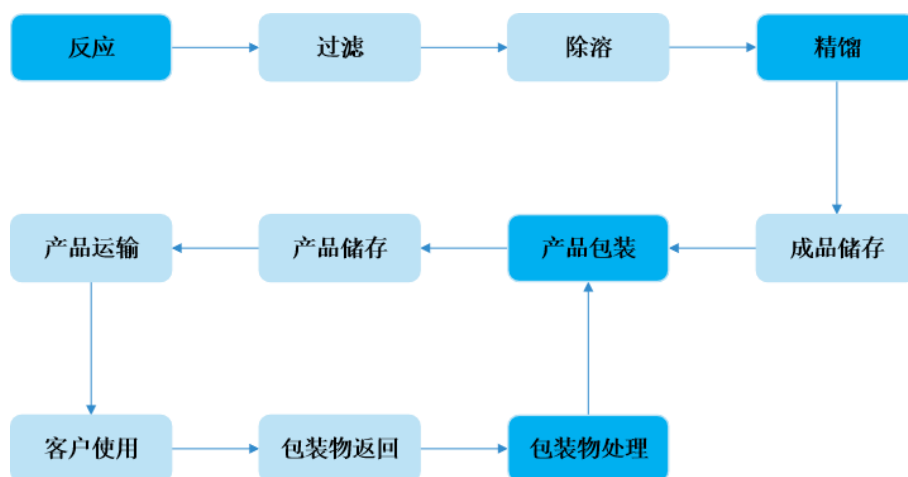 反应
过滤
除溶
精馏
产品运输
产品储存
产品包装
成品储存
客户使用
包装物返回
包装物处理